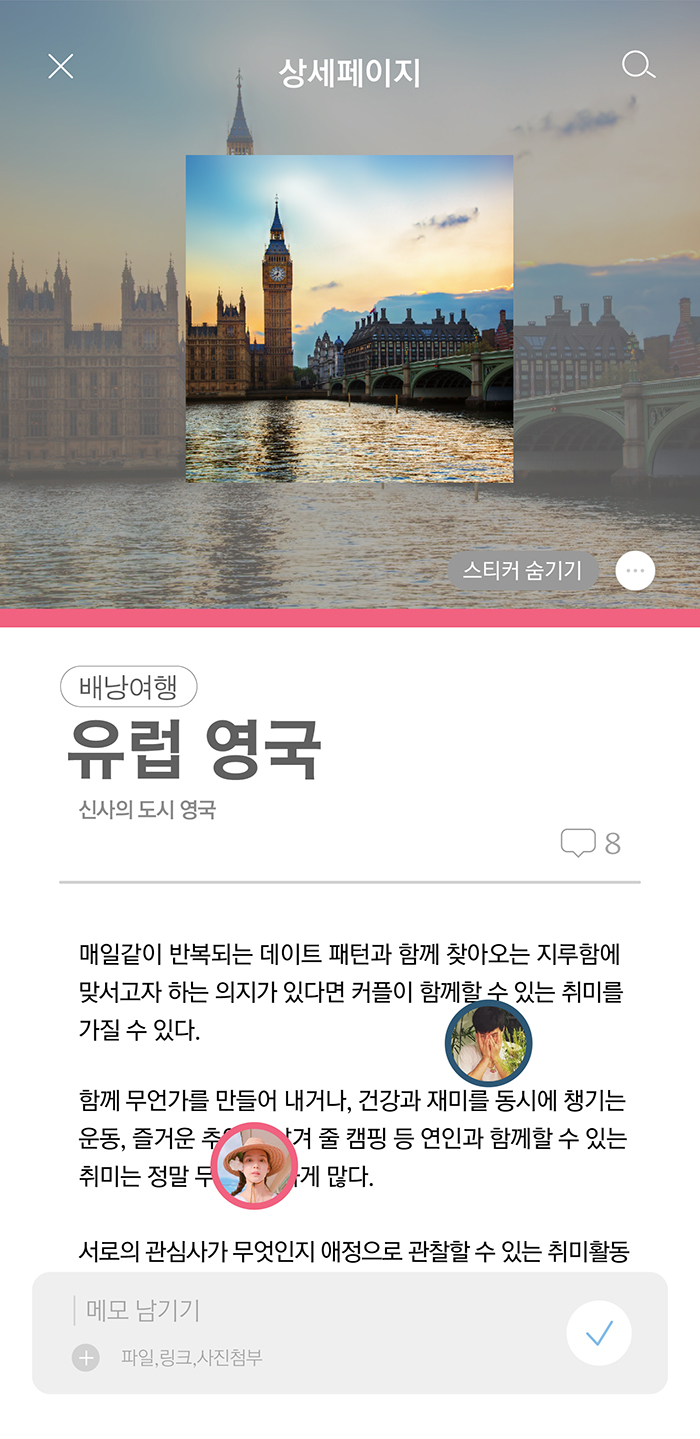 상세페이지
스티커 숨기기
배낭여행
유럽 영국
신사의 도시 영국
8
매일같이 반복되는 데이트 패턴과 함께 찾아오는 지루함에
맞서고자 하는 의지가 있다면 커플이 함께할 수 있는 취미를
가질 수 있다.
함께 무언가를 만들어 내거나, 건강과 재미를 동시에 챙기는
운동, 즐거운 줄 캠핑 등 연인과 함께할 수 있는
취미는 정말 많다.
서로의 관심사가 무엇인지 애정으로 관찰할 수 있는 취미활동
메모 남기기
파일,링크,사진첨부